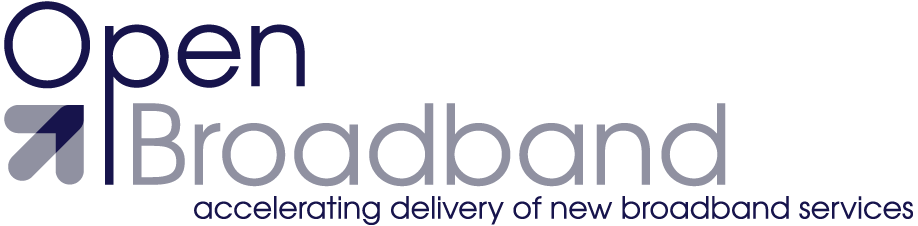 Open
Broadband
accelerating delivery of new broadband services